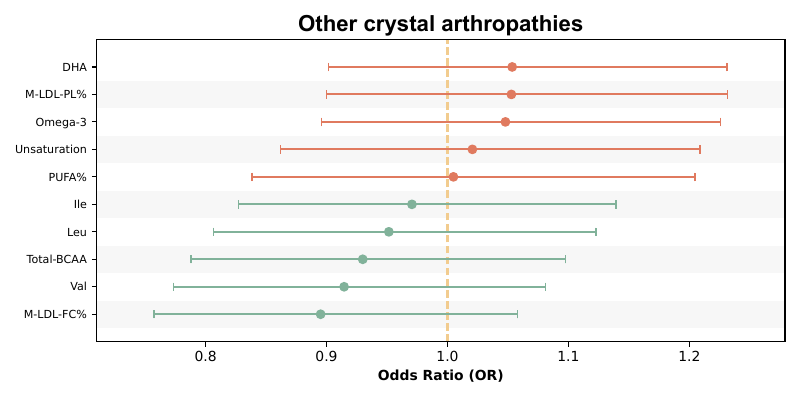 Other crystal arthropathies
DHA
M-LDL-PL%
Omega-3
Unsaturation
PUFA%
Ile
Leu
Total-BCAA
Val
M-LDL-FC%
0.8 0.9 1.0 1.1 1.2
Odds Ratio (OR)